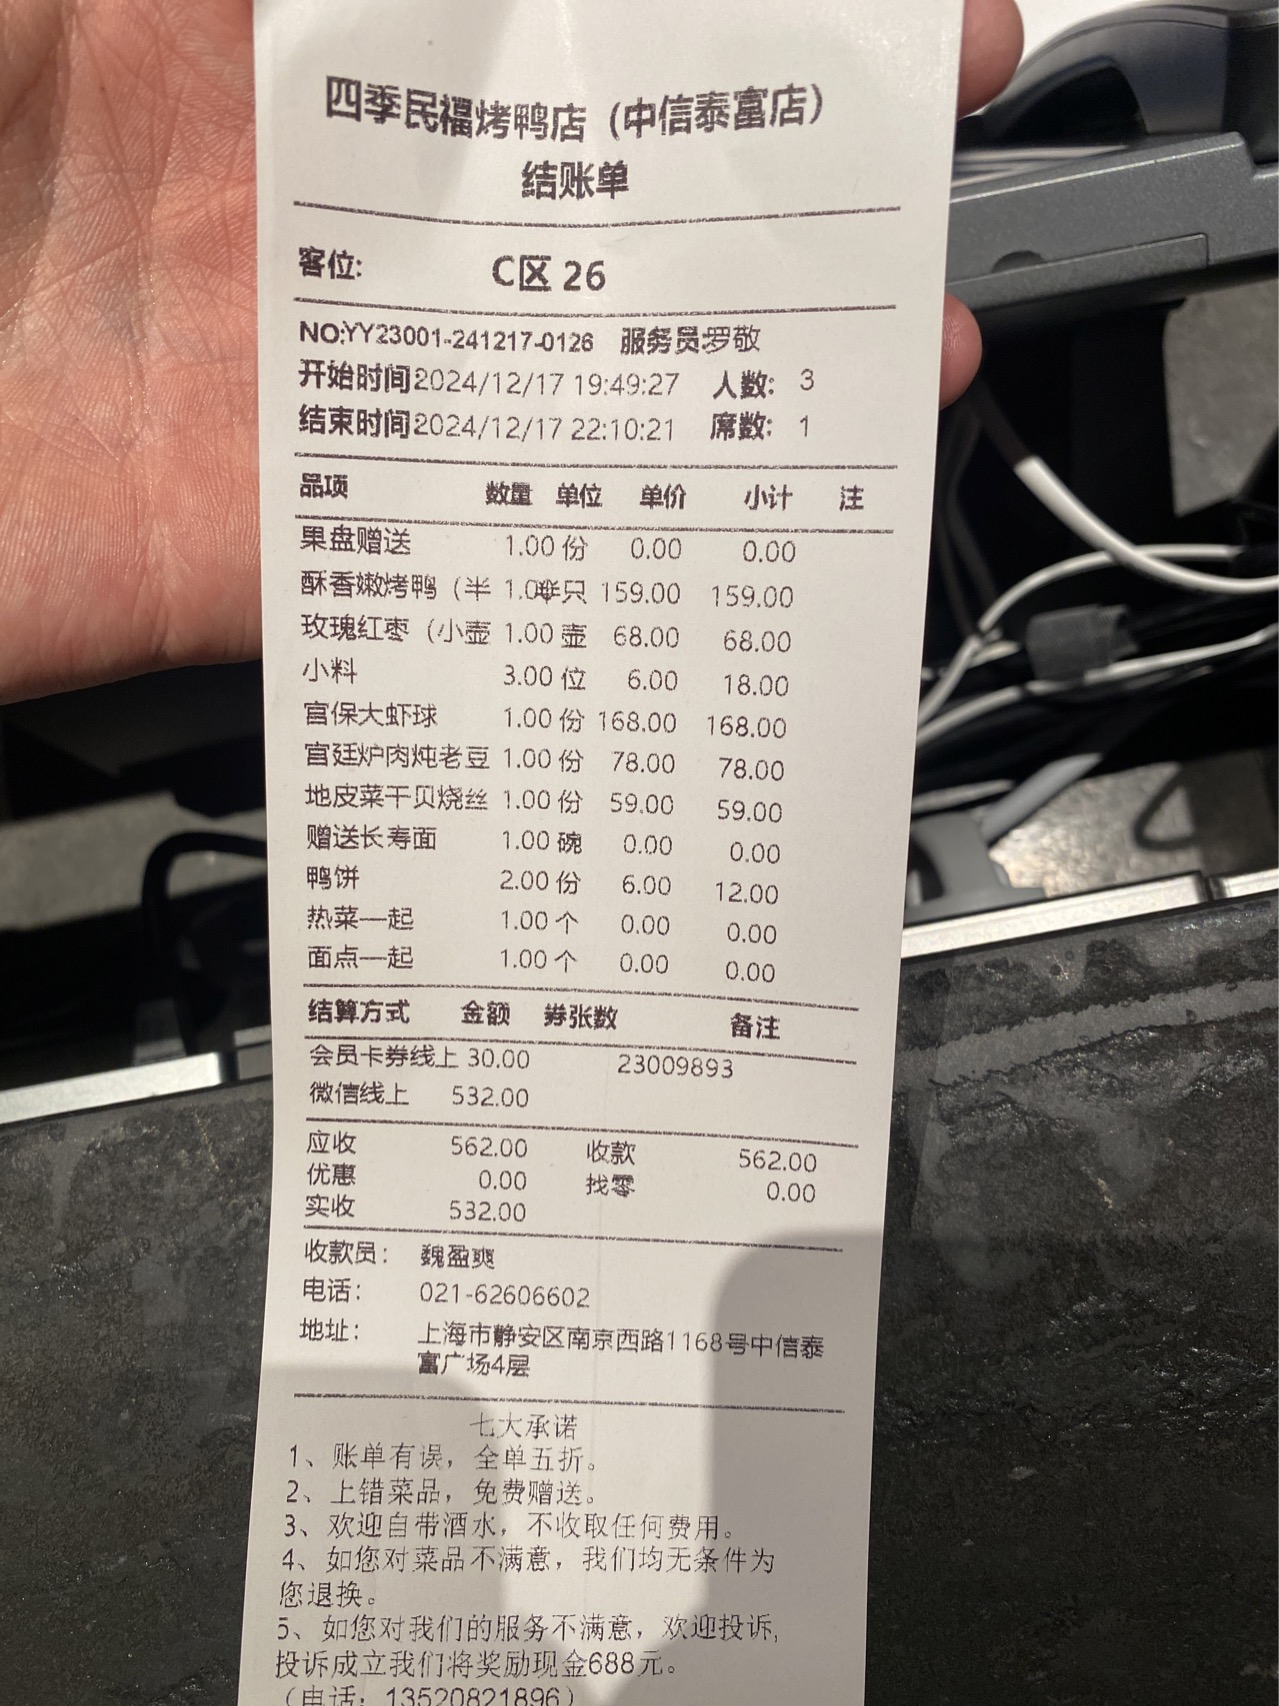 四季民福烤鸭店（中信泰富店）
结账单
客位: C区 26
NO:YY23001-241217-0126 服务员:罗敬
开始时间2024/12/17 19:49:27 人数: 3
结束时间2024/12/17 22:10:21 席数: 1
品项 数量 单位 单价 小计 注
果盘赠送 1.00 份 0.00 0.00
酥香嫩烤鸭（半 1.00半只 159.00 159.00
玫瑰红枣（小壶 1.00 壶 68.00 68.00
小料 3.00 位 6.00 18.00
宫保大虾球 1.00 份 168.00 168.00
宫廷炉肉炖老豆 1.00 份 78.00 78.00
地皮菜干贝烧丝 1.00 份 59.00 59.00
赠送长寿面 1.00 碗 0.00 0.00
鸭饼 2.00 份 6.00 12.00
热菜一起 1.00 个 0.00 0.00
面点一起 1.00 个 0.00 0.00
结算方式 金额 券张数 备注
会员卡券线上 30.00 23009893
微信线上 532.00
应收 562.00 收款 562.00
优惠 0.00 找零 0.00
实收 532.00
收款员: 魏盈爽
电话: 021-62606602
地址: 上海市静安区南京西路1168号中信泰
富广场4层
七大承诺
1、账单有误，全单五折。
2、上错菜品，免费赠送。
3、欢迎自带酒水，不收取任何费用。
4、如您对菜品不满意，我们均无条件为
您退换。
5、如您对我们的服务不满意，欢迎投诉,
投诉成立我们将奖励现金688元。
（电话：13520821896）